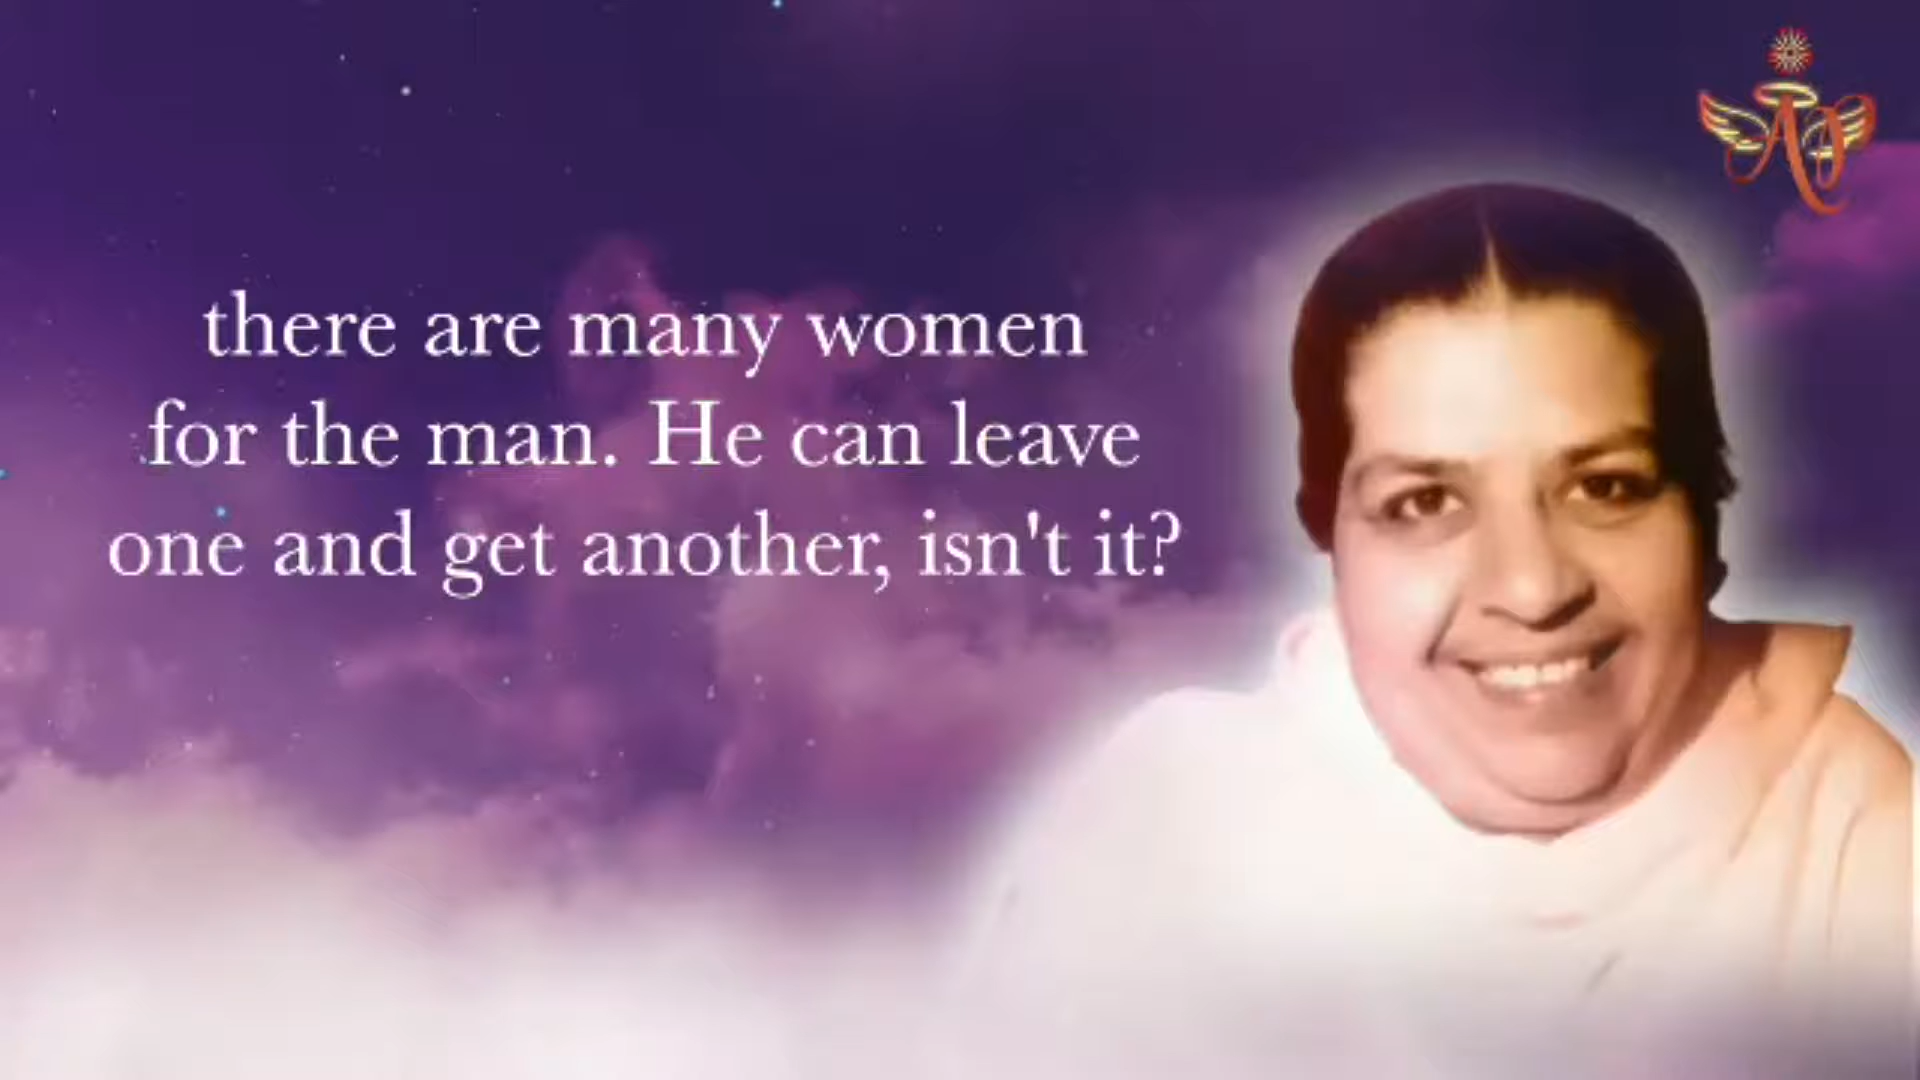 there are many women
for the man. He can leave
one and get another, isn't it?